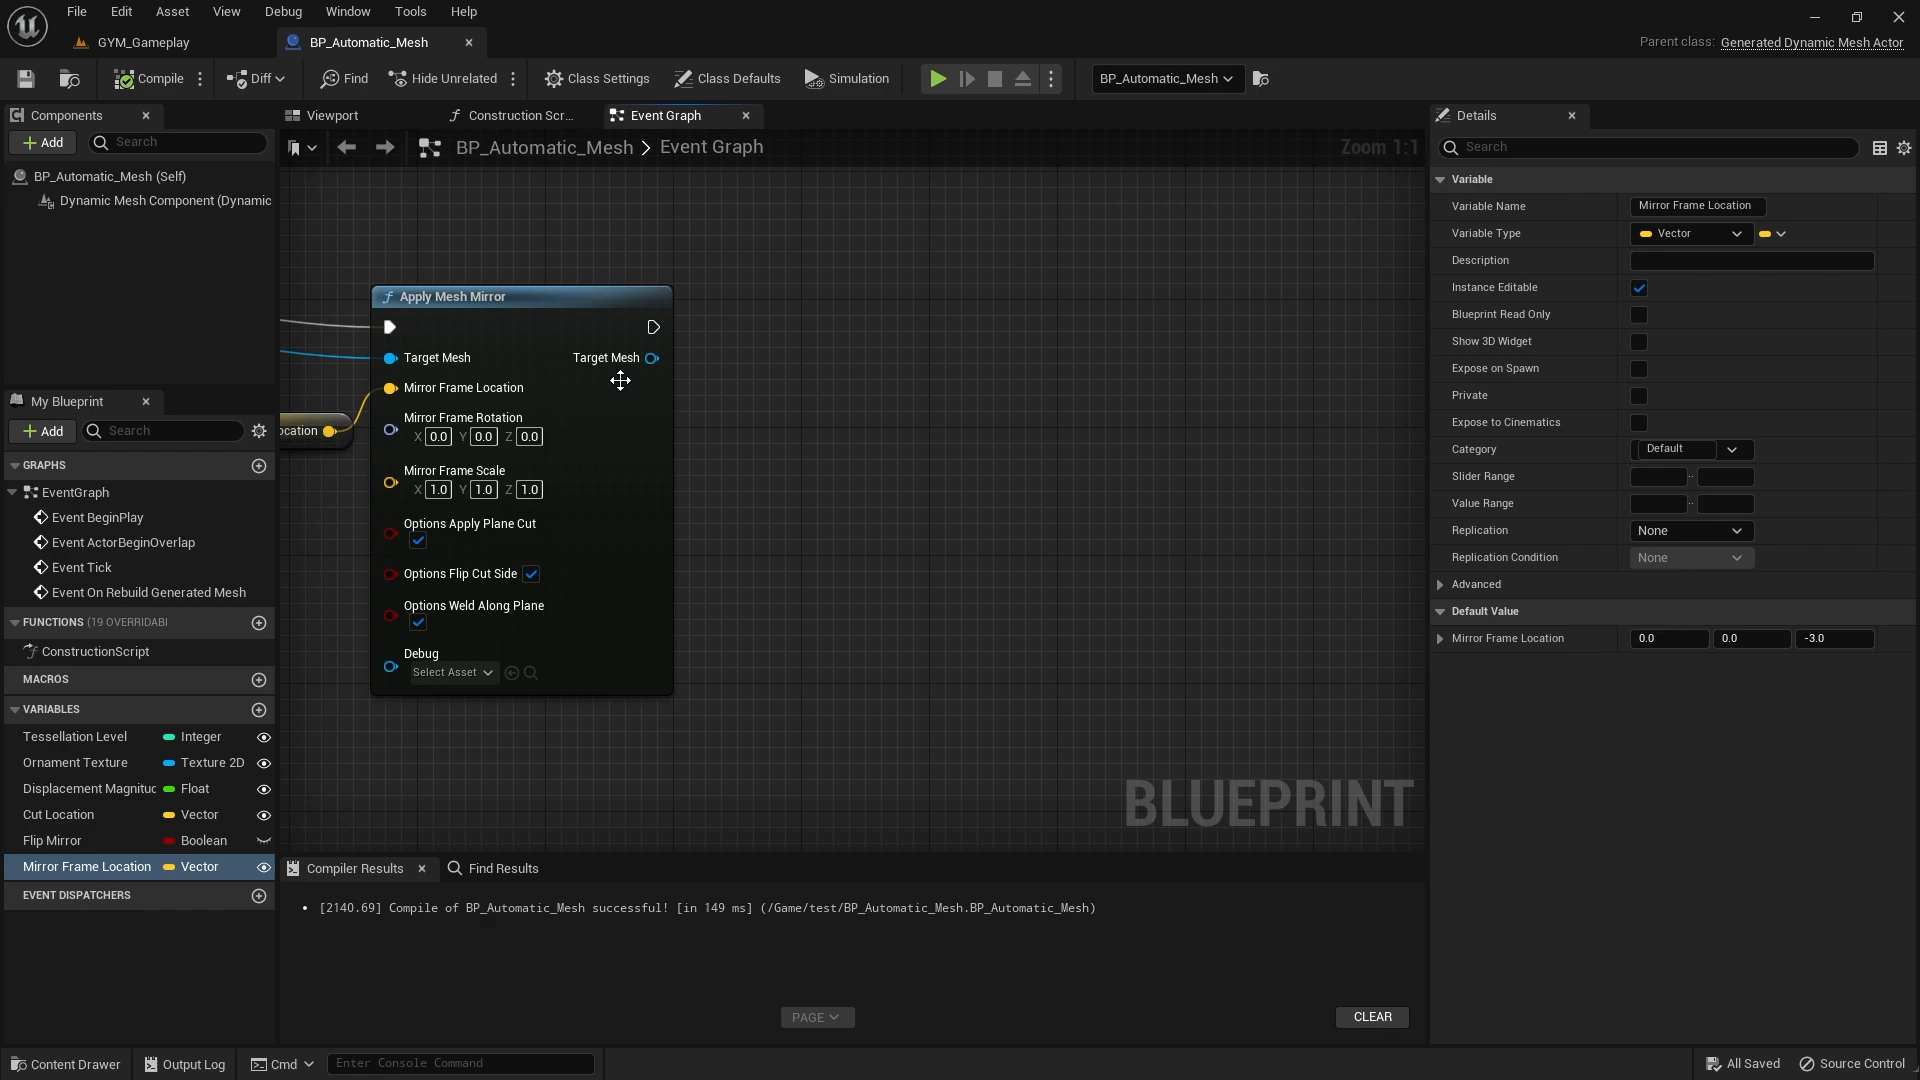 File Edit Asset View Debug Window Tools Help
GYM_Gameplay
BP_Automatic_Mesh
Parent class: Generated Dynamic Mesh Actor
Compile
Diff
Find
Hide Unrelated
Class Settings
Class Defaults
Simulation
BP_Automatic_Mesh
Components
Add
Search
BP_Automatic_Mesh (Self)
Dynamic Mesh Component (Dynamic
My Blueprint
Add
Search
GRAPHS
EventGraph
Event BeginPlay
Event ActorBeginOverlap
Event Tick
Event On Rebuild Generated Mesh
FUNCTIONS (19 OVERRIDABI
ConstructionScript
MACROS
VARIABLES
Tessellation Level Integer
Ornament Texture Texture 2D
Displacement Magnituc Float
Cut Location Vector
Flip Mirror Boolean
Mirror Frame Location Vector
EVENT DISPATCHERS
Viewport
Construction Scr...
Event Graph
BP_Automatic_Mesh > Event Graph
Zoom 1:1
Apply Mesh Mirror
Target Mesh Target Mesh
Mirror Frame Location
ocation
Mirror Frame Rotation
X 0.0 Y 0.0 Z 0.0
Mirror Frame Scale
X 1.0 Y 1.0 Z 1.0
Options Apply Plane Cut
Options Flip Cut Side
Options Weld Along Plane
Debug
Select Asset
BLUEPRINT
Compiler Results
Find Results
[2140.69] Compile of BP_Automatic_Mesh successful! [in 149 ms] (/Game/test/BP_Automatic_Mesh.BP_Automatic_Mesh)
PAGE
CLEAR
Details
Search
Variable
Variable Name Mirror Frame Location
Variable Type Vector
Description
Instance Editable
Blueprint Read Only
Show 3D Widget
Expose on Spawn
Private
Expose to Cinematics
Category Default
Slider Range ..
Value Range ..
Replication None
Replication Condition None
Advanced
Default Value
Mirror Frame Location 0.0 0.0 -3.0
Content Drawer
Output Log
Cmd
Enter Console Command
All Saved
Source Control